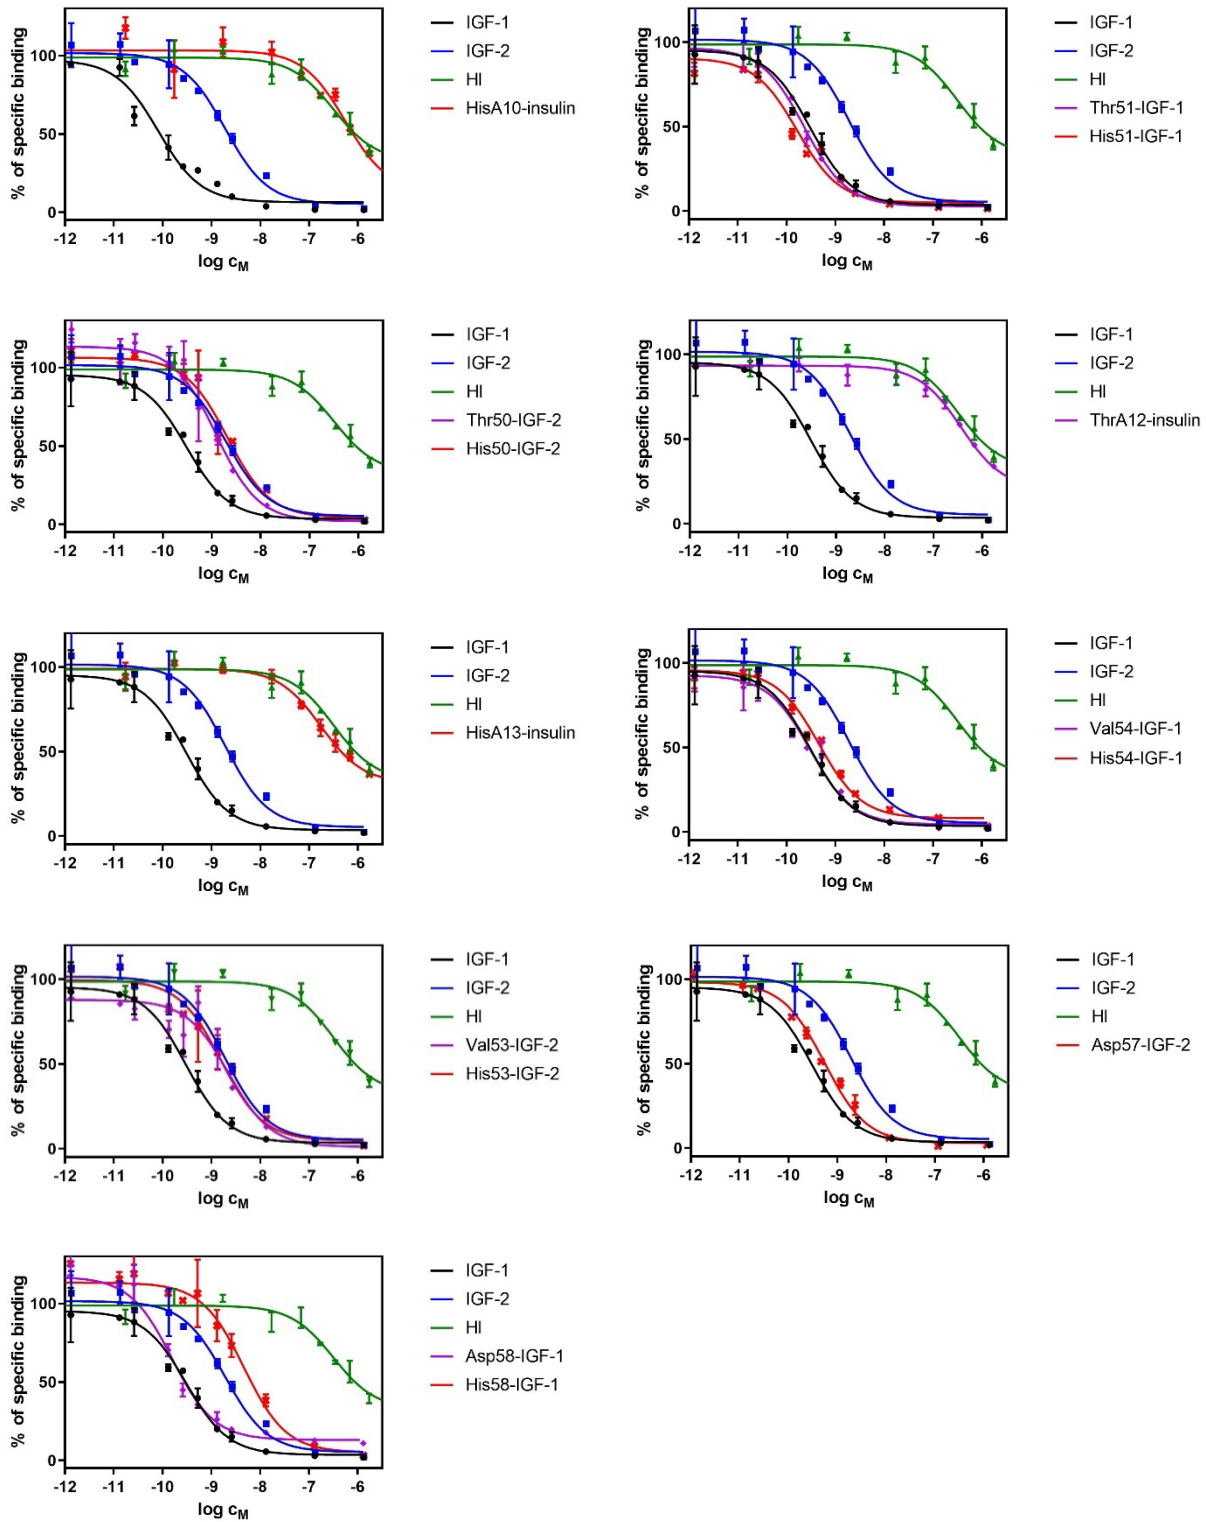 % of specific binding
100
50
0
-12 -11 -10 -9 -8 -7 -6
log cM
IGF-1
IGF-2
HI
HisA10-insulin
% of specific binding
100
50
0
-12 -11 -10 -9 -8 -7 -6
log cM
IGF-1
IGF-2
HI
Thr51-IGF-1
His51-IGF-1
% of specific binding
100
50
0
-12 -11 -10 -9 -8 -7 -6
log cM
IGF-1
IGF-2
HI
Thr50-IGF-2
His50-IGF-2
% of specific binding
100
50
0
-12 -11 -10 -9 -8 -7 -6
log cM
IGF-1
IGF-2
HI
ThrA12-insulin
% of specific binding
100
50
0
-12 -11 -10 -9 -8 -7 -6
log cM
IGF-1
IGF-2
HI
HisA13-insulin
% of specific binding
100
50
0
-12 -11 -10 -9 -8 -7 -6
log cM
IGF-1
IGF-2
HI
Val54-IGF-1
His54-IGF-1
% of specific binding
100
50
0
-12 -11 -10 -9 -8 -7 -6
log cM
IGF-1
IGF-2
HI
Val53-IGF-2
His53-IGF-2
% of specific binding
100
50
0
-12 -11 -10 -9 -8 -7 -6
log cM
IGF-1
IGF-2
HI
Asp57-IGF-2
% of specific binding
100
50
0
-12 -11 -10 -9 -8 -7 -6
log cM
IGF-1
IGF-2
HI
Asp58-IGF-1
His58-IGF-1